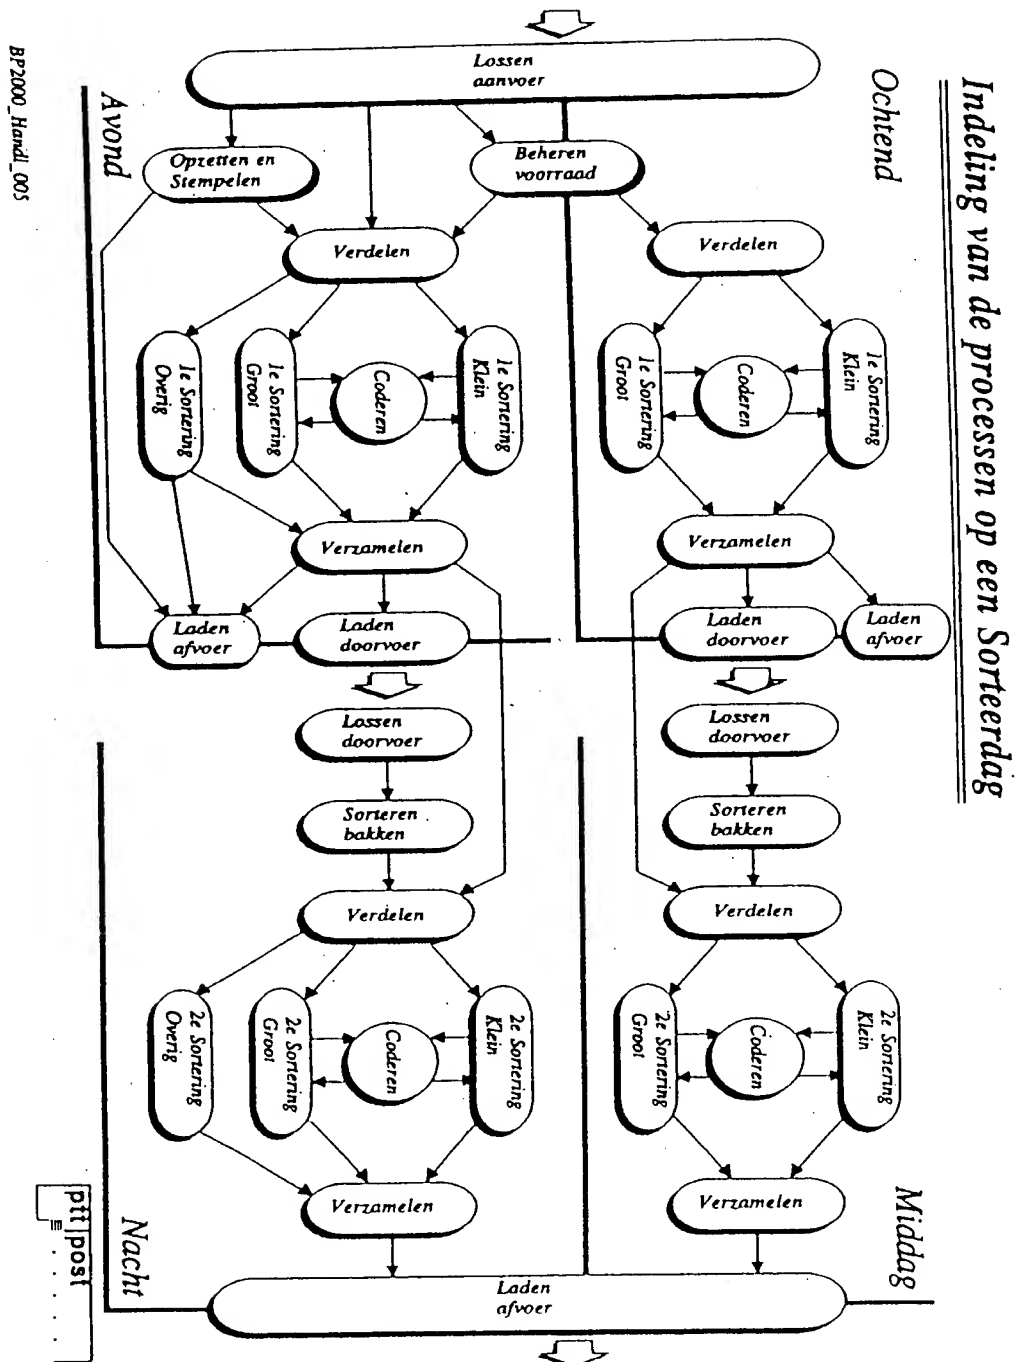 Indeling van de processen op een Sorteerdag
Ochtend
Avond
Lossen
aanvoer
Opzetten en
Stempelen
Beheren
voorraad
Verdelen
Verdelen
1e Sortering
Overig
1e Sortering
Groot
Coderen
1e Sortering
Klein
1e Sortering
Groot
Coderen
1e Sortering
Klein
Verzamelen
Verzamelen
Laden
afvoer
Laden
doorvoer
Laden
doorvoer
Laden
afvoer
Lossen
doorvoer
Lossen
doorvoer
Sorteren
bakken
Sorteren
bakken
Verdelen
Verdelen
2e Sortering
Overig
2e Sortering
Groot
Coderen
2e Sortering
Klein
2e Sortering
Groot
Coderen
2e Sortering
Klein
Verzamelen
Verzamelen
Laden
afvoer
Nacht
Middag
BP2000_Handl_005
ptt post